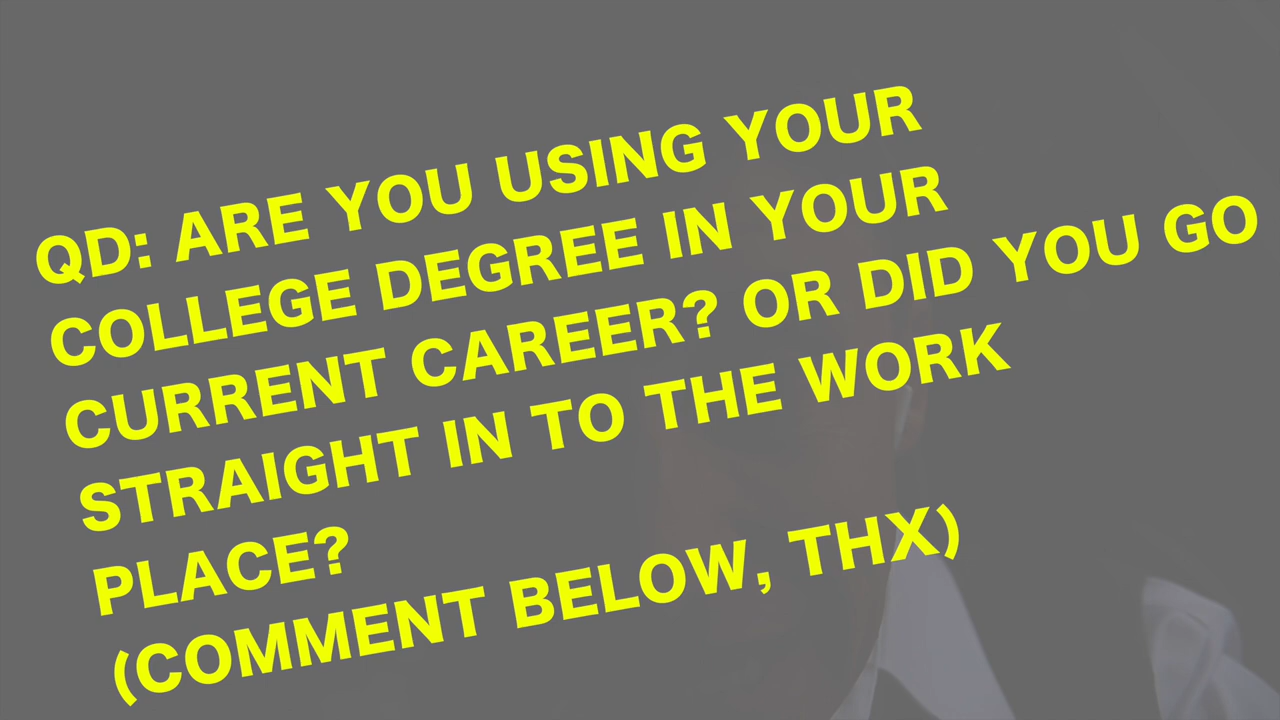 QD: ARE YOU USING YOUR
COLLEGE DEGREE IN YOUR
CURRENT CAREER? OR DID YOU GO
STRAIGHT IN TO THE WORK
PLACE?
(COMMENT BELOW, THX)